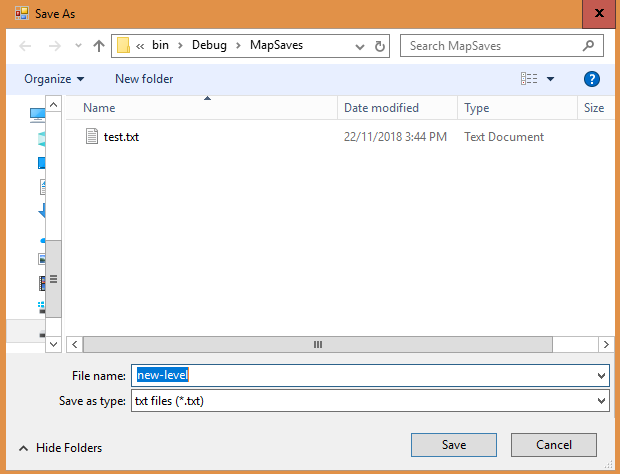 Save As
« bin › Debug › MapSaves
Search MapSaves
Organize
New folder
?
Name Date modified Type Size
test.txt 22/11/2018 3:44 PM Text Document
File name: new-level
Save as type: txt files (*.txt)
Hide Folders
Save Cancel